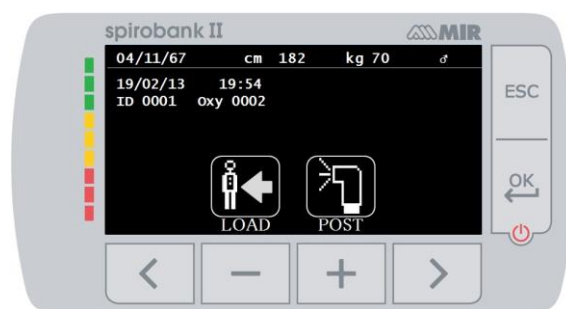 spirobank II MIR
04/11/67 cm 182 kg 70 ♂
19/02/13 19:54
ID 0001 Oxy 0002
LOAD POST
ESC
OK